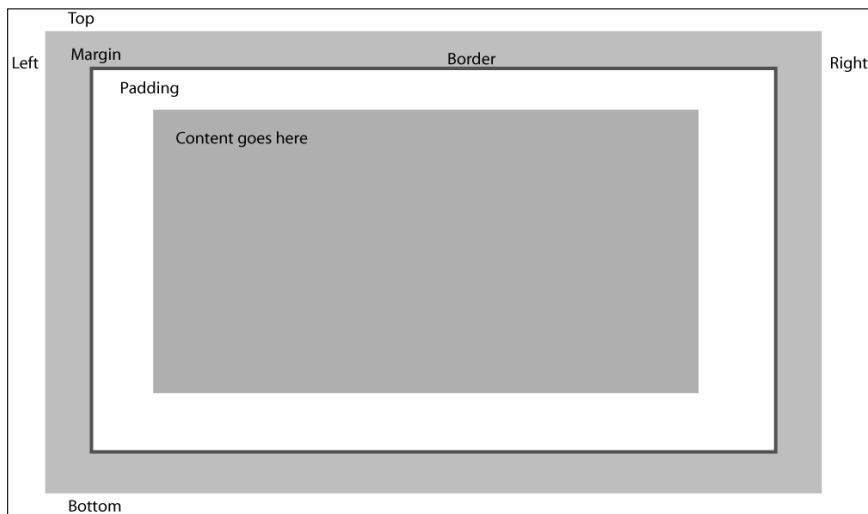 Top
Left
Margin
Border
Right
Padding
Content goes here
Bottom